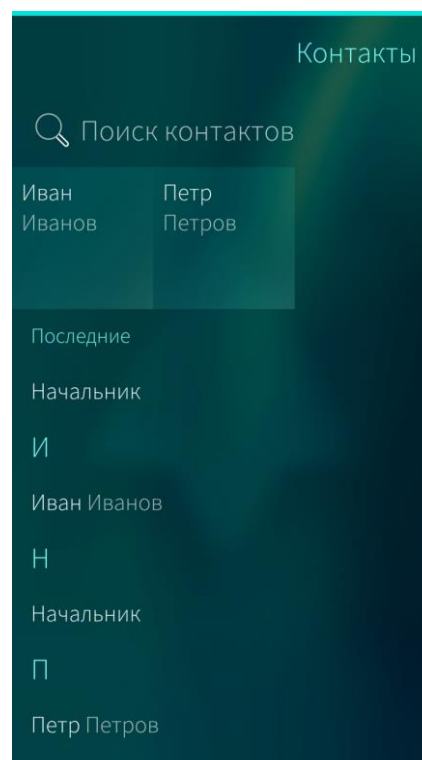 Контакты
Поиск контактов
Иван Петр
Иванов Петров
Последние
Начальник
И
Иван Иванов
Н
Начальник
П
Петр Петров